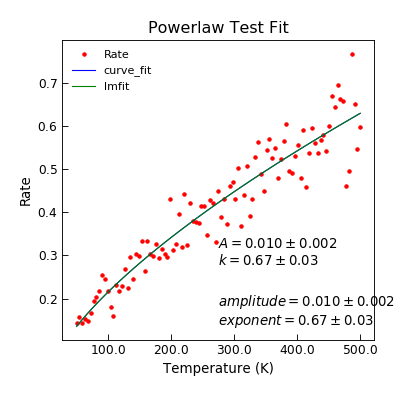 Powerlaw Test Fit
Rate
curve_fit
lmfit
0.7
0.6
0.5
0.4
0.3
0.2
Rate
A = 0.010 ± 0.002
k = 0.67 ± 0.03
amplitude = 0.010 ± 0.002
exponent = 0.67 ± 0.03
100.0 200.0 300.0 400.0 500.0
Temperature (K)